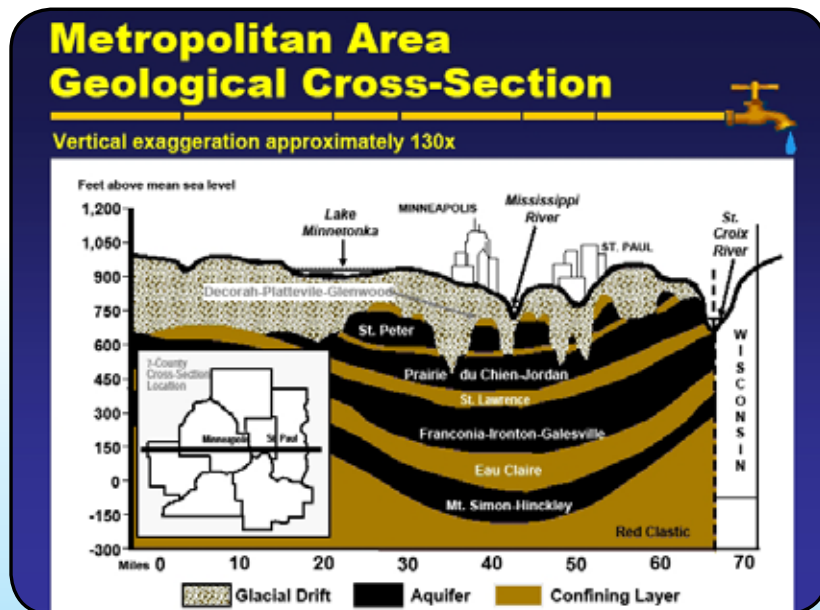 Metropolitan Area
Geological Cross-Section
Vertical exaggeration approximately 130x
Feet above mean sea level
1,200
1,050
900
750
600
450
300
150
0
-150
-300
Lake
Minnetonka
MINNEAPOLIS
Mississippi
River
ST. PAUL
St.
Croix
River
Decorah-Platteville-Glenwood
St. Peter
Prairie du Chien-Jordan
St. Lawrence
Franconia-Ironton-Galesville
Eau Claire
Mt. Simon-Hinckley
Red Clastic
WISCONSIN
7-County
Cross-Section
Location
Minneapolis
St Paul
Miles 0 10 20 30 40 50 60 70
Glacial Drift
Aquifer
Confining Layer